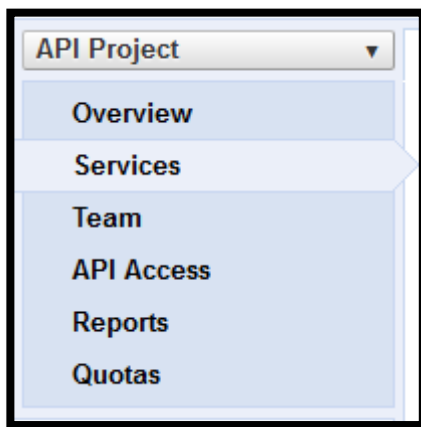 API Project
Overview
Services
Team
API Access
Reports
Quotas